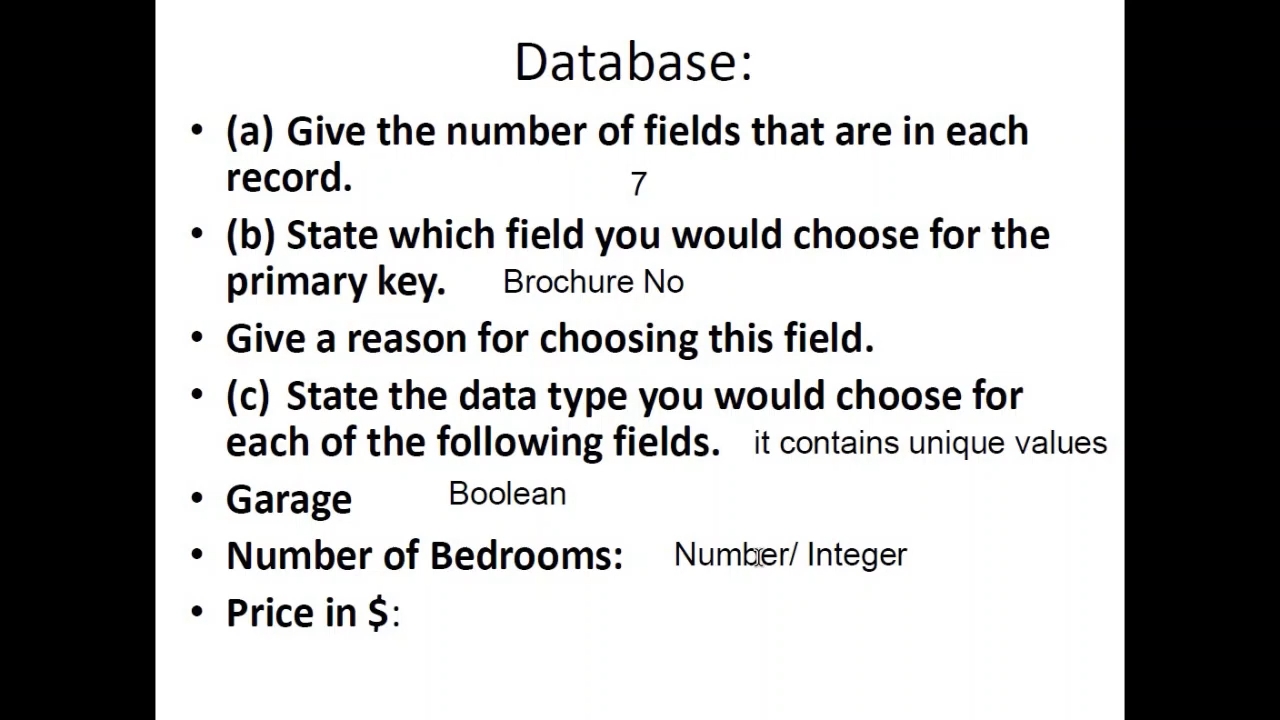 Database:
• (a) Give the number of fields that are in each
record. 7
• (b) State which field you would choose for the
primary key. Brochure No
• Give a reason for choosing this field.
• (c) State the data type you would choose for
each of the following fields. it contains unique values
• Garage Boolean
• Number of Bedrooms: Number/ Integer
• Price in $: